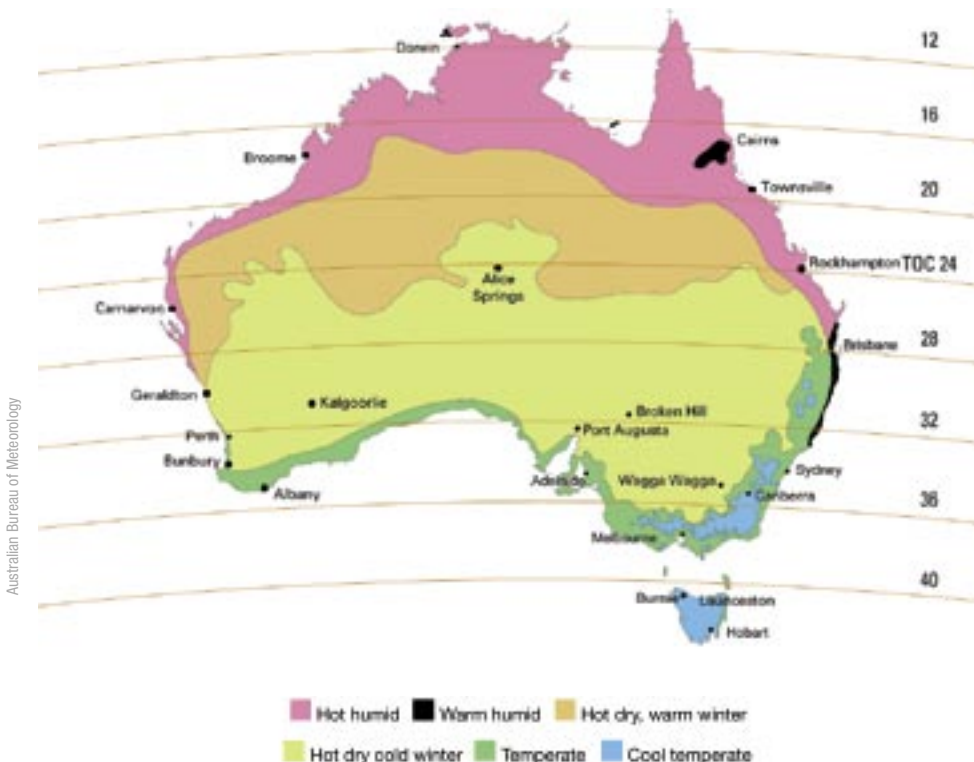 12
Darwin
16
Cairns
Broome
Townsville
20
Rockhampton TOC 24
Alice
Springs
Carnarvon
28
Brisbane
Geraldton
Kalgoorlie
Broken Hill
32
Perth
Port Augusta
Bunbury
Sydney
Adelaide
Wagga Wagga
Albany
Canberra
36
Melbourne
40
Burnie
Launceston
Hobart
Australian Bureau of Meteorology
Hot humid
Warm humid
Hot dry, warm winter
Hot dry cold winter
Temperate
Cool temperate